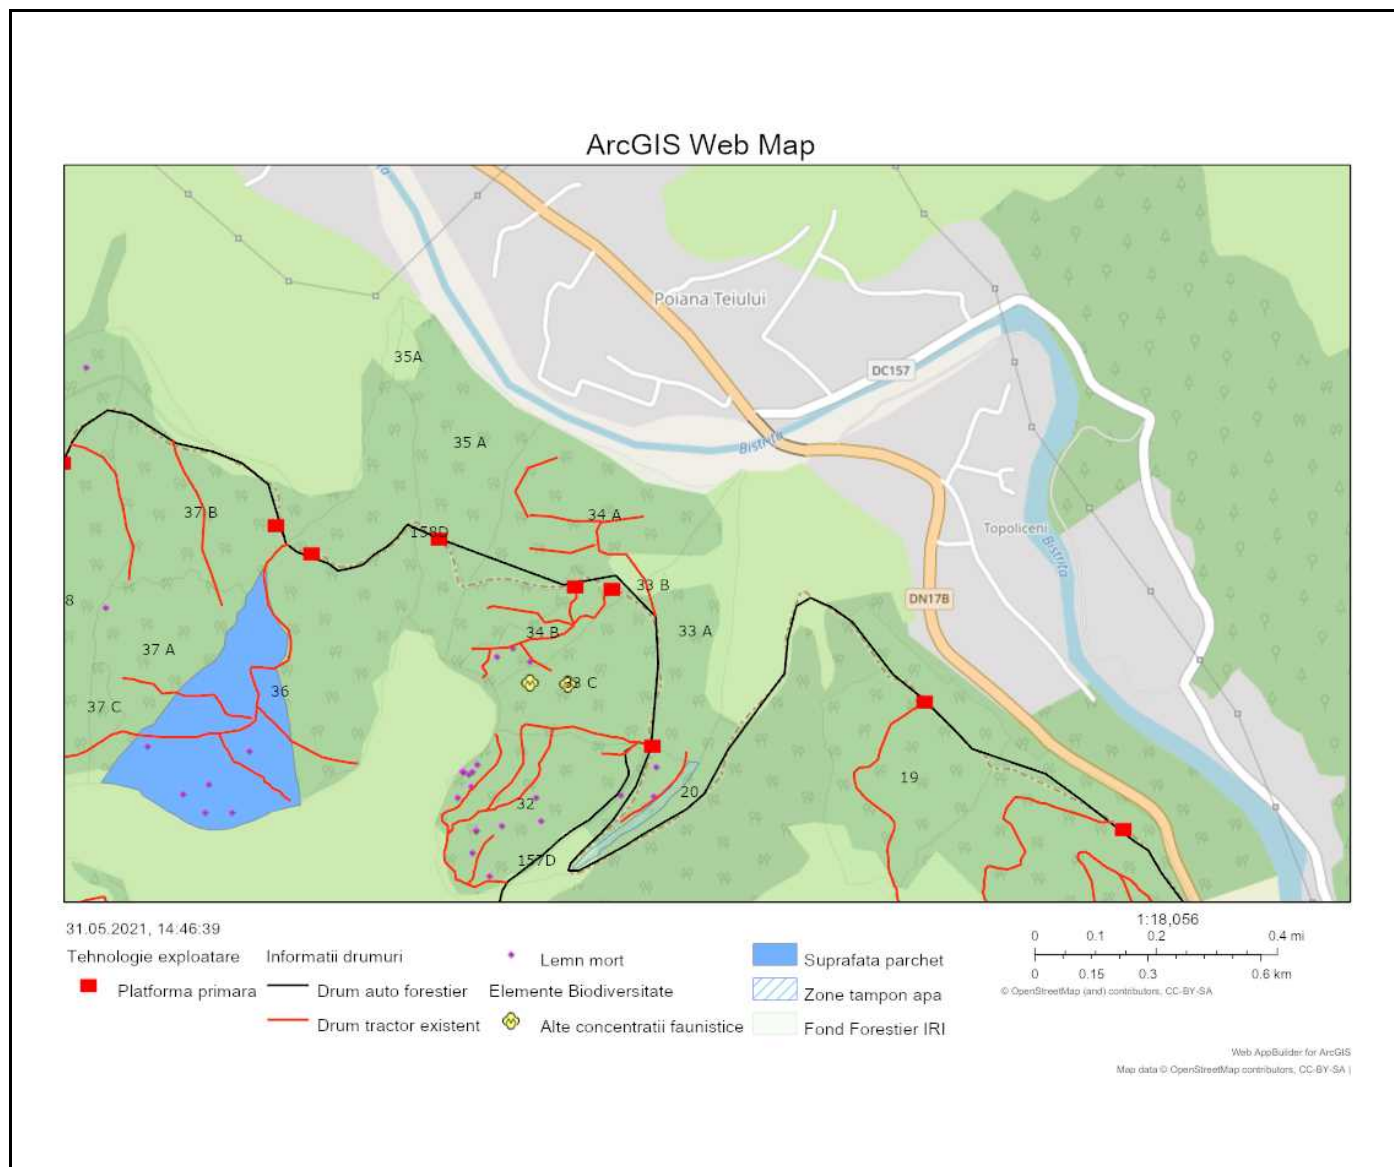 ArcGIS Web Map
Poiana Teiului
35A
DC157
35 A
Bistrita
37 B
34 A
158D
Topoliceni
Bistrita
33 B
8
DN17B
34 B
33 A
37 A
33 C
36
37 C
19
20
32
157D
31.05.2021, 14:46:39
1:18,056
0 0.1 0.2 0.4 mi
0 0.15 0.3 0.6 km
© OpenStreetMap (and) contributors, CC-BY-SA
Tehnologie exploatare
Platforma primara
Informatii drumuri
Drum auto forestier
Drum tractor existent
Lemn mort
Elemente Biodiversitate
Alte concentratii faunistice
Suprafata parchet
Zone tampon apa
Fond Forestier IRI
Web AppBuilder for ArcGIS
Map data © OpenStreetMap contributors, CC-BY-SA |